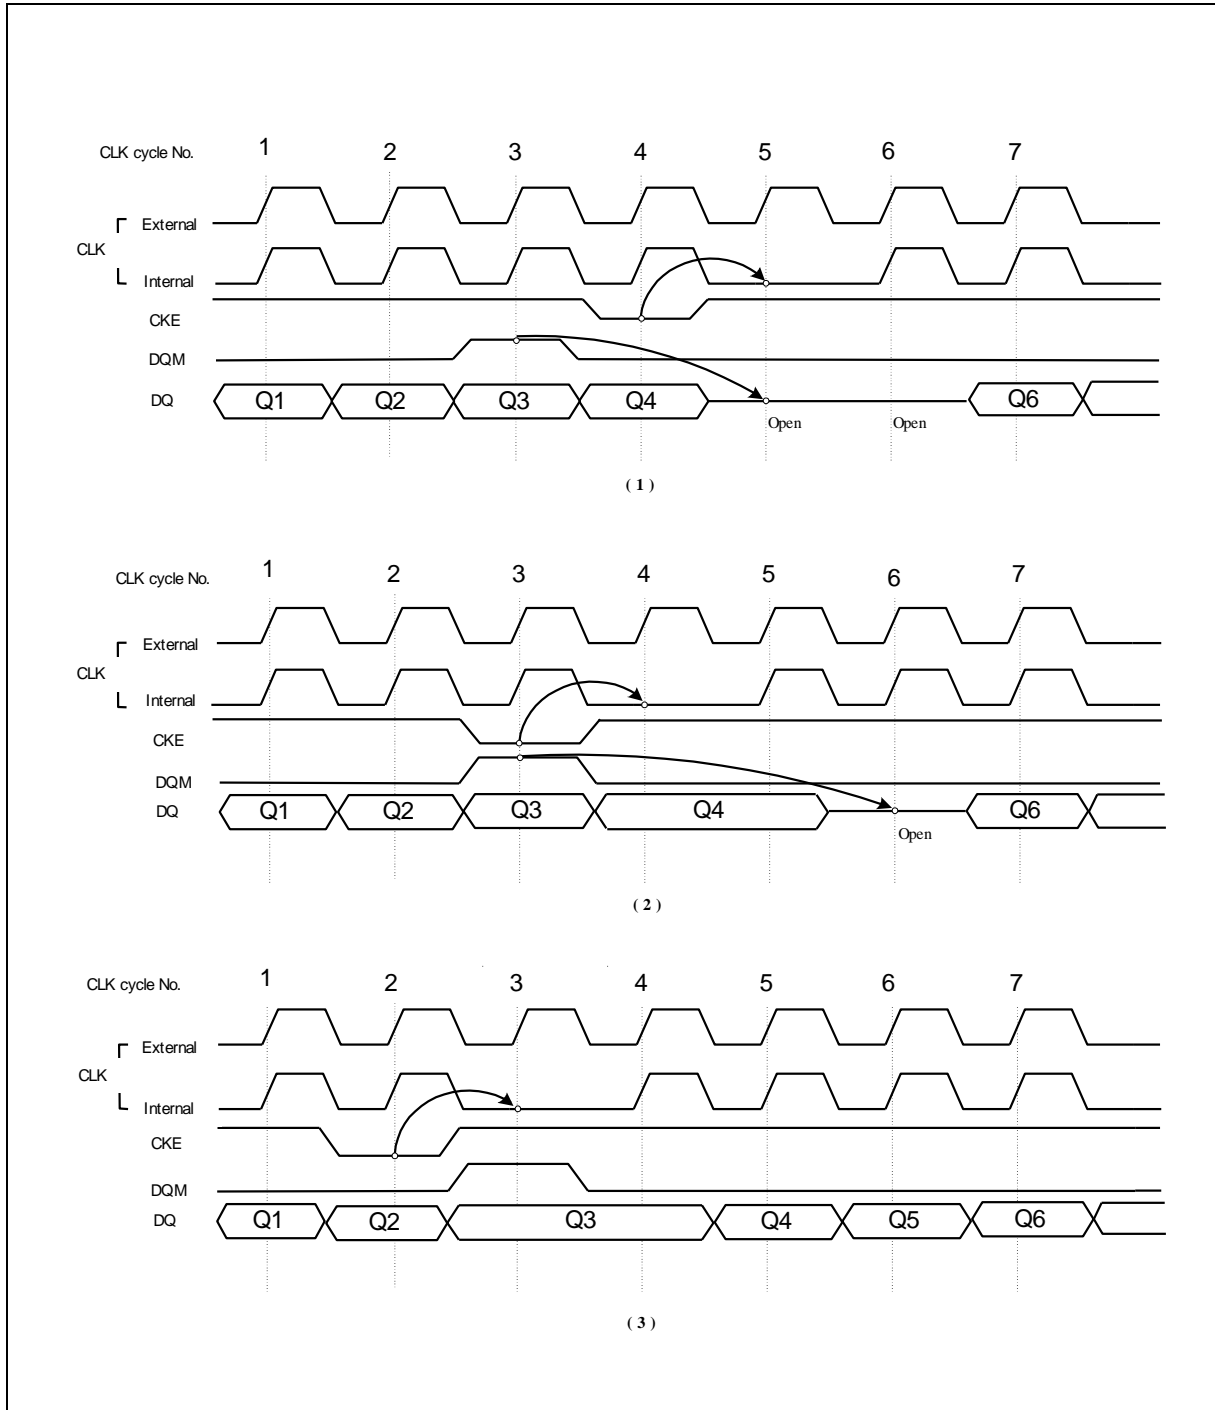 CLK cycle No. 1 2 3 4 5 6 7
External
CLK
Internal
CKE
DQM
DQ Q1 Q2 Q3 Q4 Q6
Open Open
( 1 )
CLK cycle No. 1 2 3 4 5 6 7
External
CLK
Internal
CKE
DQM
DQ Q1 Q2 Q3 Q4 Q6
Open
( 2 )
CLK cycle No. 1 2 3 4 5 6 7
External
CLK
Internal
CKE
DQM
DQ Q1 Q2 Q3 Q4 Q5 Q6
( 3 )